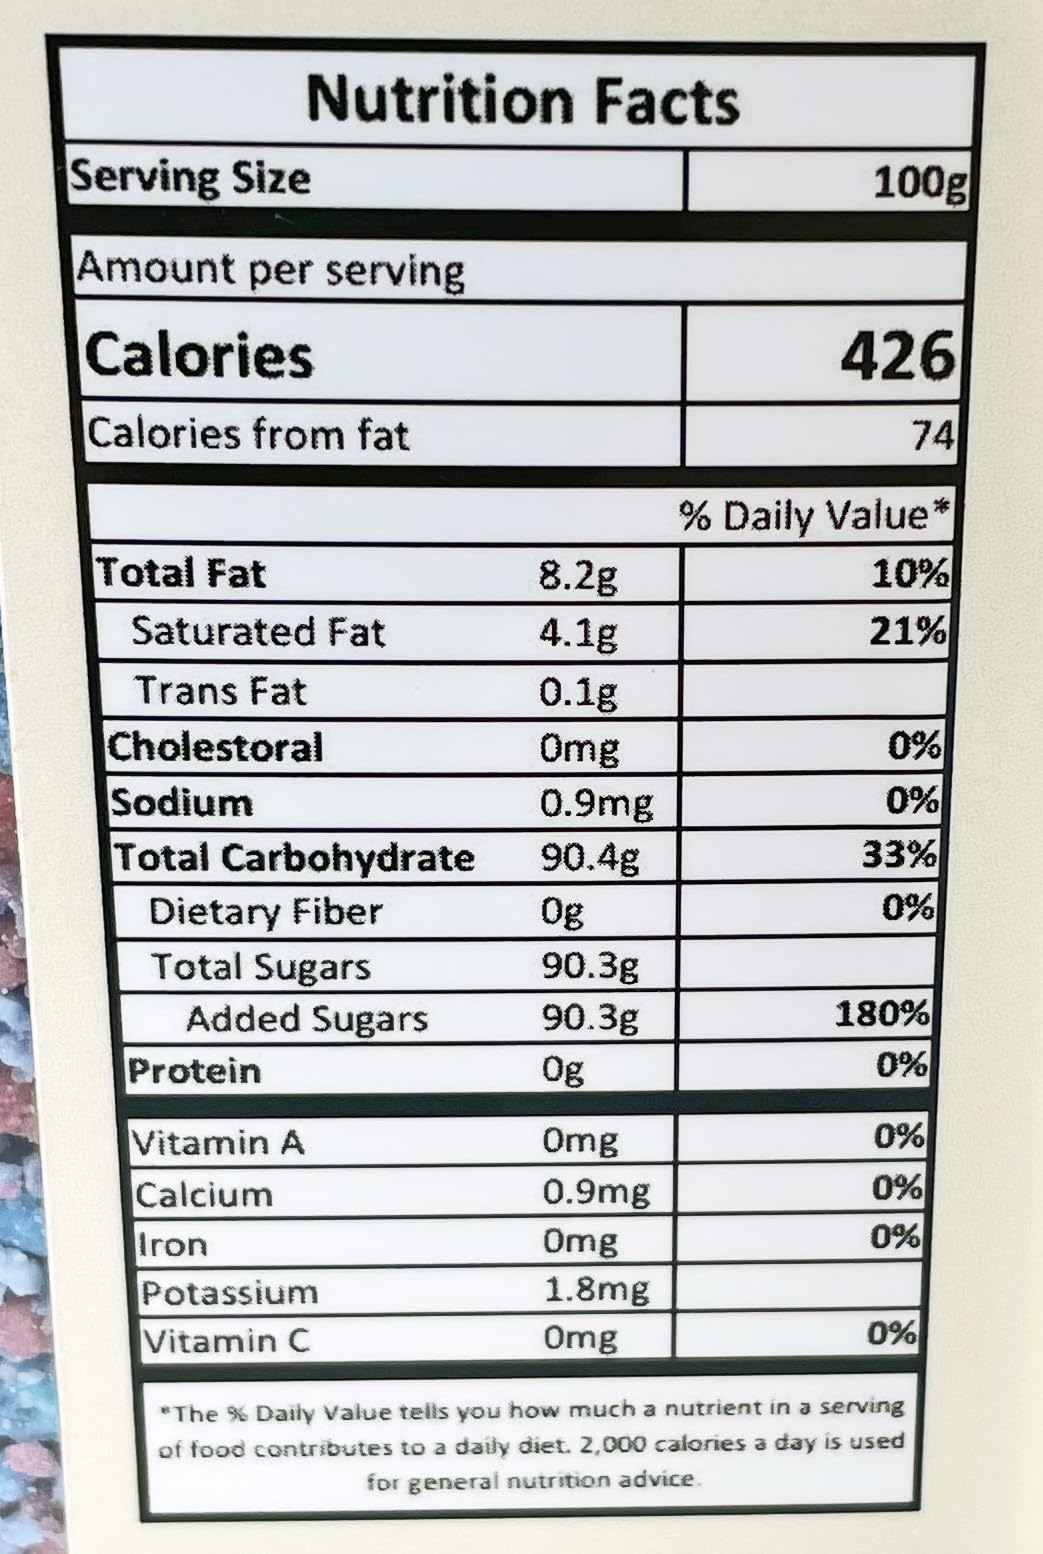 Nutrition Facts
Serving Size 100g
Amount per serving
Calories 426
Calories from fat 74
% Daily Value*
Total Fat 8.2g 10%
Saturated Fat 4.1g 21%
Trans Fat 0.1g
Cholestoral 0mg 0%
Sodium 0.9mg 0%
Total Carbohydrate 90.4g 33%
Dietary Fiber 0g 0%
Total Sugars 90.3g
Added Sugars 90.3g 180%
Protein 0g 0%
Vitamin A 0mg 0%
Calcium 0.9mg 0%
Iron 0mg 0%
Potassium 1.8mg
Vitamin C 0mg 0%
*The % Daily Value tells you how much a nutrient in a serving
of food contributes to a daily diet. 2,000 calories a day is used
for general nutrition advice.